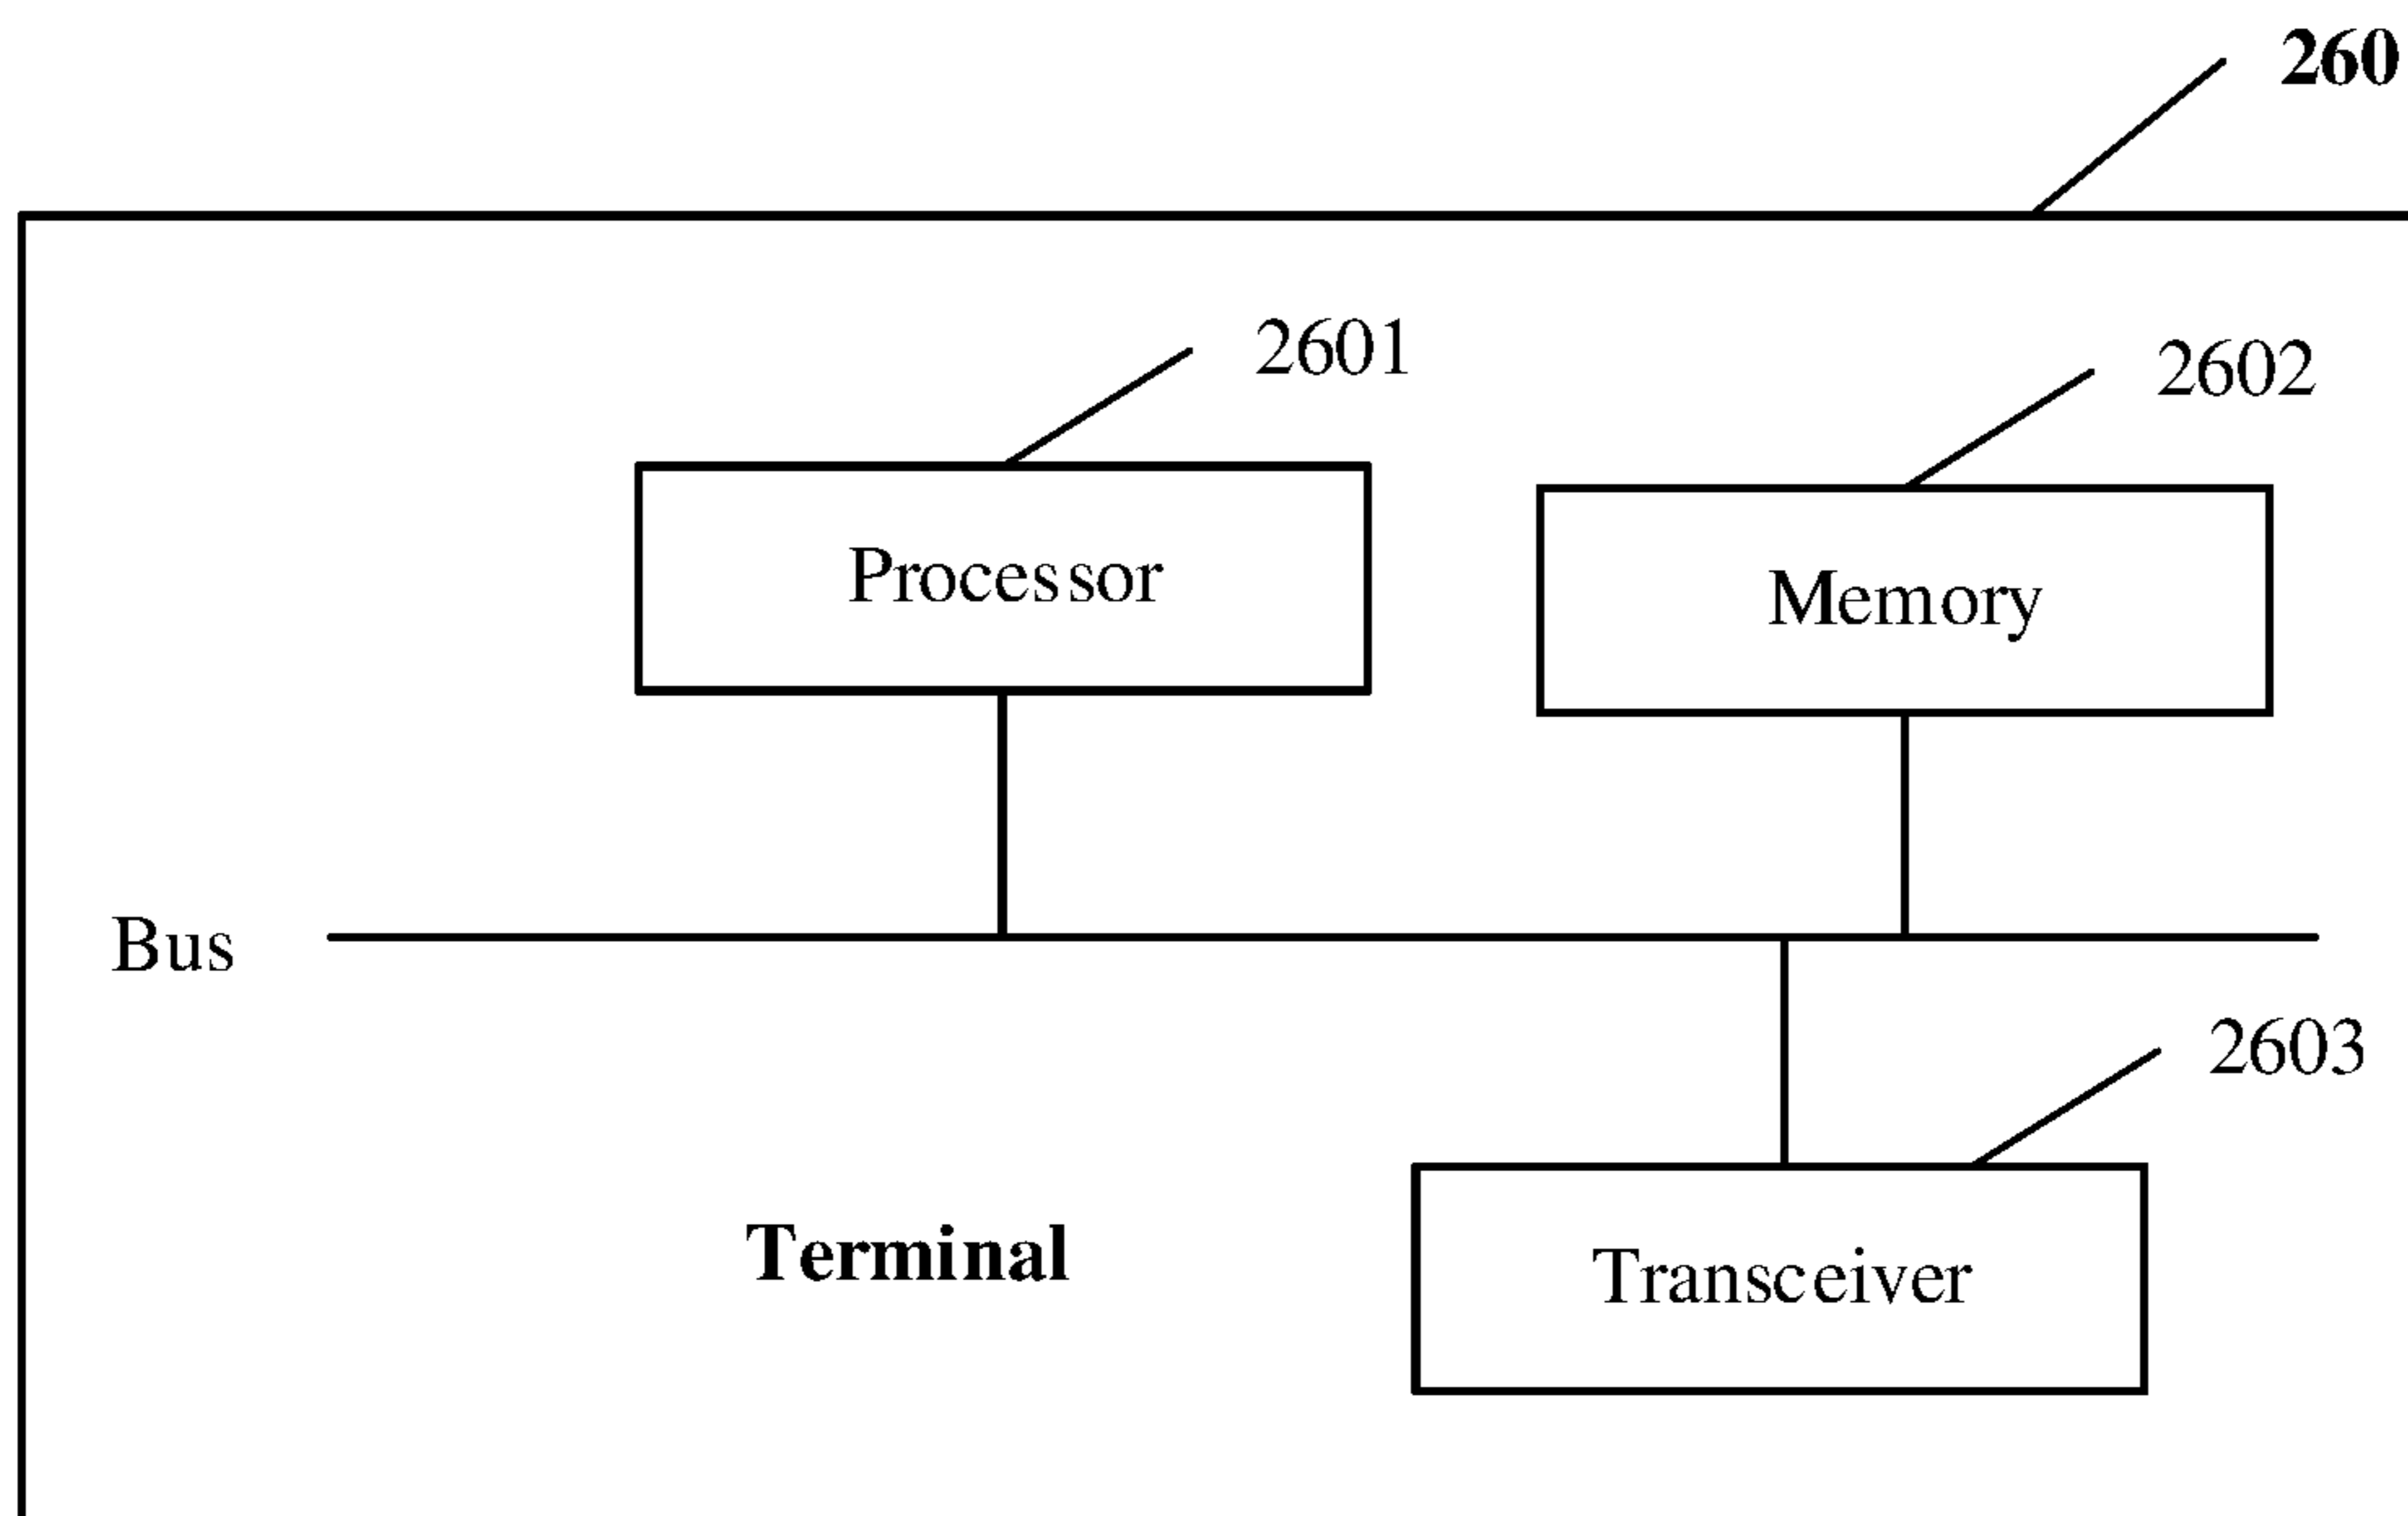 260
2601
2602
Processor
Memory
Bus
2603
Terminal
Transceiver